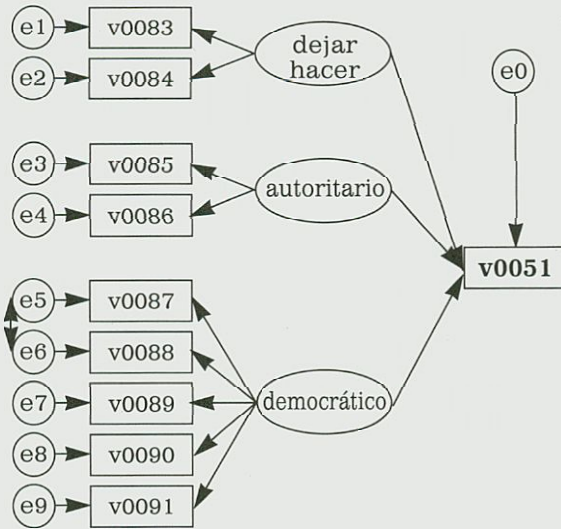 e1
v0083
e2
v0084
dejar
hacer
e0
e3
v0085
e4
v0086
autoritario
v0051
e5
v0087
e6
v0088
e7
v0089
e8
v0090
e9
v0091
democrático